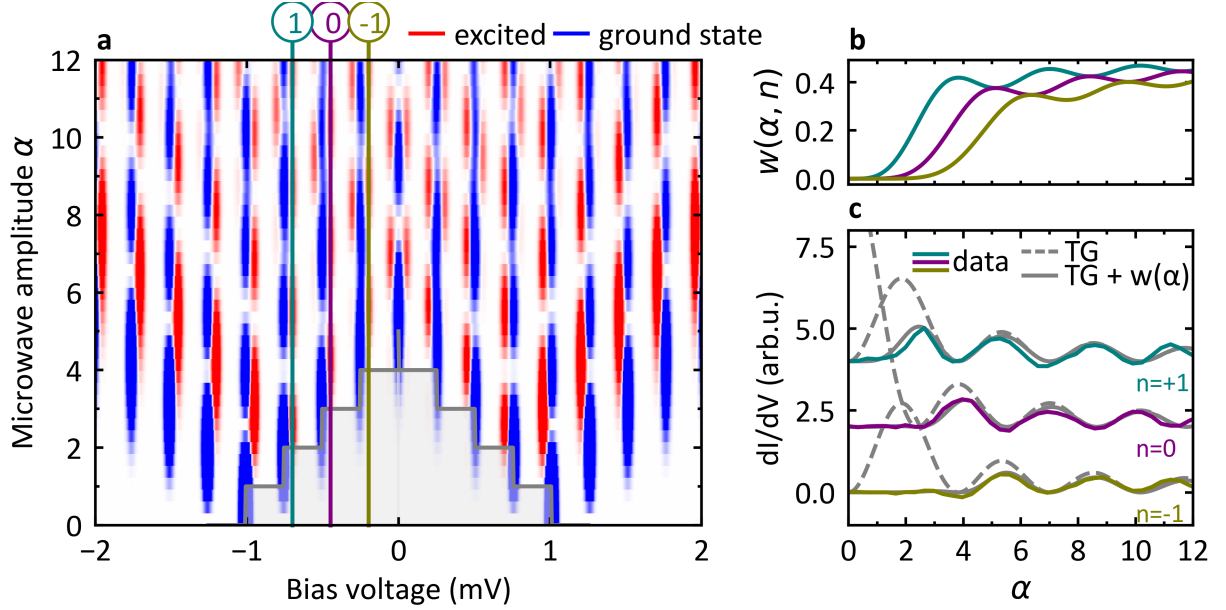 1 0 -1
a excited ground state
12
10
8
6
4
2
0
Microwave amplitude α
−2 −1 0 1 2
Bias voltage (mV)
b
0.4
0.2
0.0
w(α, n)
c
7.5
5.0
2.5
0.0
dI/dV (arb.u.)
data TG
TG + w(α)
n=+1
n=0
n=-1
0 2 4 6 8 10 12
α